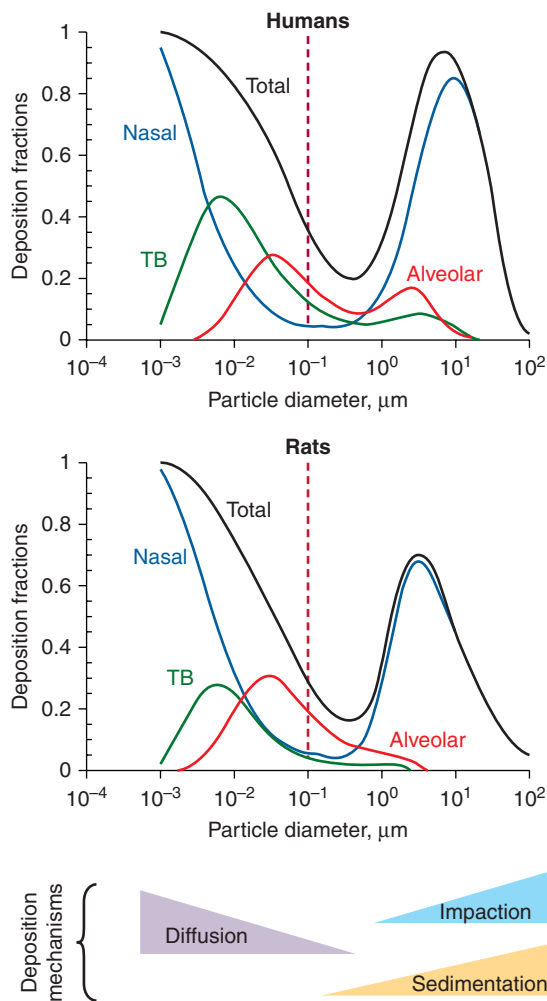 Humans
Deposition fractions
1
0.8
0.6
0.4
0.2
0
Total
Nasal
TB
Alveolar
10⁻⁴ 10⁻³ 10⁻² 10⁻¹ 10⁰ 10¹ 10²
Particle diameter, μm
Rats
Deposition fractions
1
0.8
0.6
0.4
0.2
0
Total
Nasal
TB
Alveolar
10⁻⁴ 10⁻³ 10⁻² 10⁻¹ 10⁰ 10¹ 10²
Particle diameter, μm
Deposition
mechanisms
Diffusion
Impaction
Sedimentation